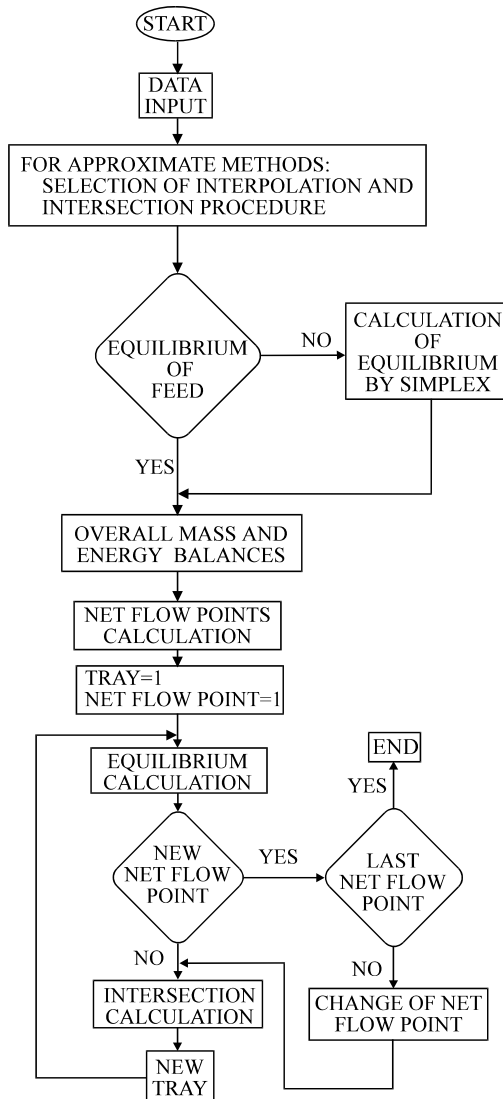 START
DATA
INPUT
FOR APPROXIMATE METHODS:
SELECTION OF INTERPOLATION AND
INTERSECTION PROCEDURE
EQUILIBRIUM
OF
FEED
NO
CALCULATION
OF
EQUILIBRIUM
BY SIMPLEX
YES
OVERALL MASS AND
ENERGY BALANCES
NET FLOW POINTS
CALCULATION
TRAY=1
NET FLOW POINT=1
EQUILIBRIUM
CALCULATION
END
YES
NEW
NET FLOW
POINT
YES
LAST
NET FLOW
POINT
NO
NO
INTERSECTION
CALCULATION
CHANGE OF NET
FLOW POINT
NEW
TRAY